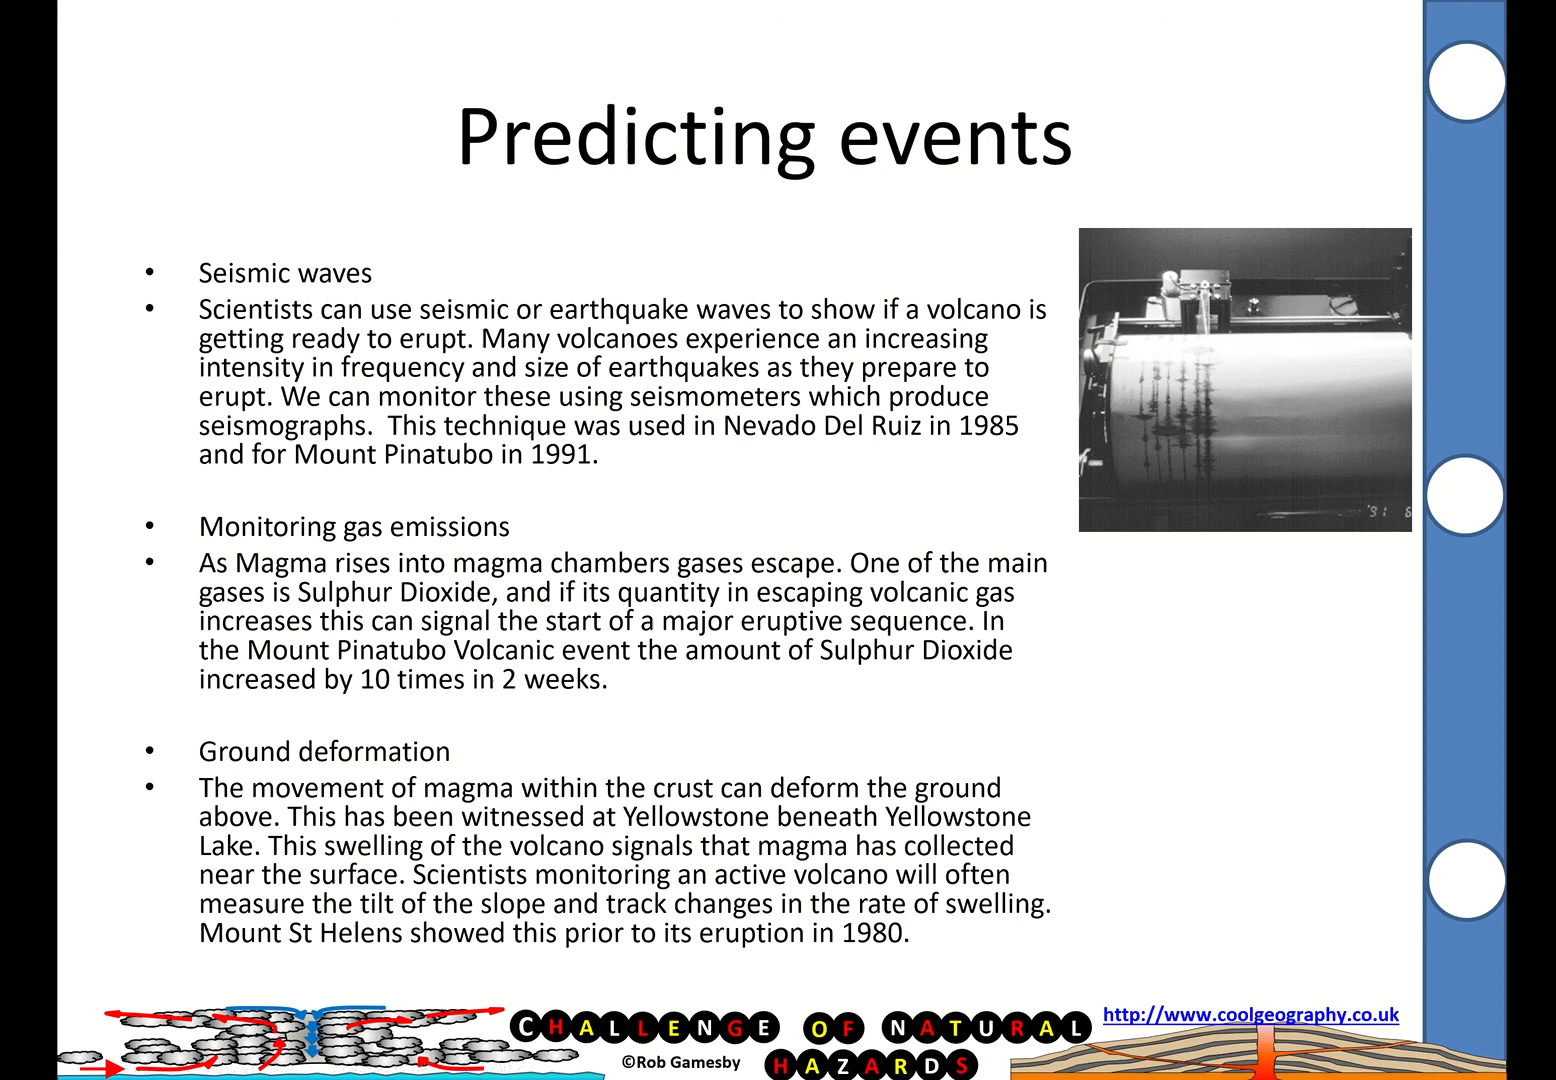 Predicting events
• Seismic waves
• Scientists can use seismic or earthquake waves to show if a volcano is
getting ready to erupt. Many volcanoes experience an increasing
intensity in frequency and size of earthquakes as they prepare to
erupt. We can monitor these using seismometers which produce
seismographs.  This technique was used in Nevado Del Ruiz in 1985
and for Mount Pinatubo in 1991.
• Monitoring gas emissions
• As Magma rises into magma chambers gases escape. One of the main
gases is Sulphur Dioxide, and if its quantity in escaping volcanic gas
increases this can signal the start of a major eruptive sequence. In
the Mount Pinatubo Volcanic event the amount of Sulphur Dioxide
increased by 10 times in 2 weeks.
• Ground deformation
• The movement of magma within the crust can deform the ground
above. This has been witnessed at Yellowstone beneath Yellowstone
Lake. This swelling of the volcano signals that magma has collected
near the surface. Scientists monitoring an active volcano will often
measure the tilt of the slope and track changes in the rate of swelling.
Mount St Helens showed this prior to its eruption in 1980.
'91 6
CHALLENGE OF NATURAL
HAZARDS
©Rob Gamesby
http://www.coolgeography.co.uk